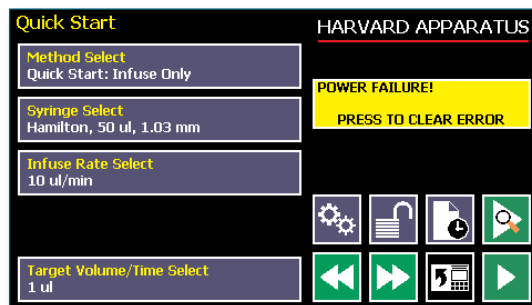 Quick Start
HARVARD APPARATUS
Method Select
Quick Start: Infuse Only
POWER FAILURE!
PRESS TO CLEAR ERROR
Syringe Select
Hamilton, 50 ul, 1.03 mm
Infuse Rate Select
10 ul/min
Target Volume/Time Select
1 ul
5